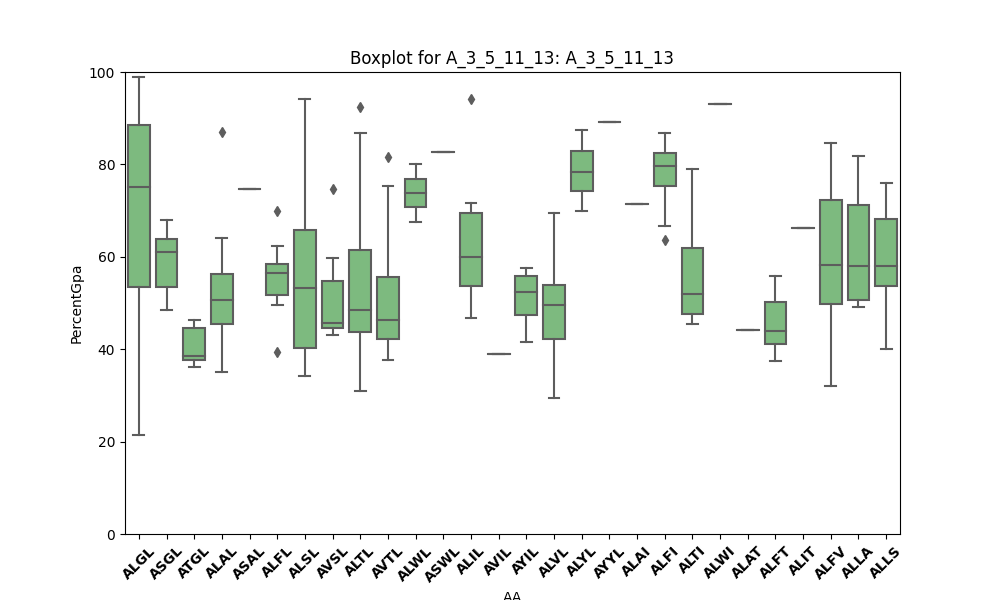 Boxplot for A_3_5_11_13: A_3_5_11_13
100
80
60
40
20
0
PercentGpa
ALGL ASGL ATGL ALAL ASAL ALFL ALSL AVSL ALTL AVTL ALWL ASWL ALIL AVIL AYIL ALVL ALYL AYYL ALAI ALFI ALTI ALWI ALAT ALFT ALIT ALFV ALLA ALLS
AA